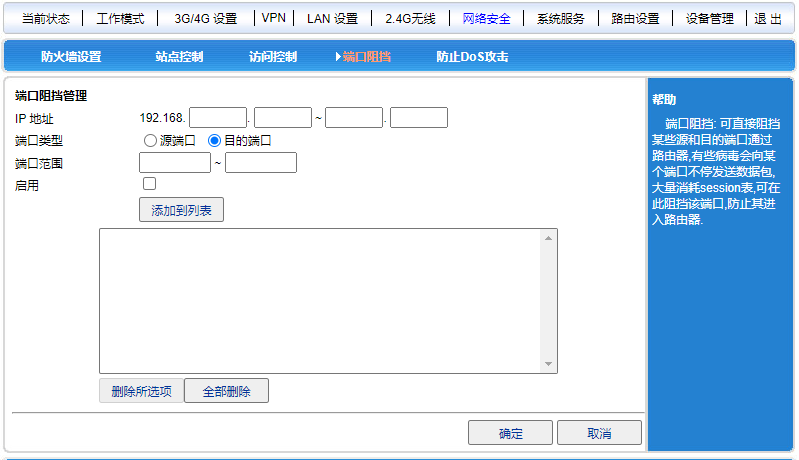 当前状态 工作模式 3G/4G 设置 VPN LAN 设置 2.4G无线 网络安全 系统服务 路由设置 设备管理 退 出
防火墙设置 站点控制 访问控制 端口阻挡 防止DoS攻击
端口阻挡管理
IP 地址 192.168. . ~ .
端口类型 源端口 目的端口
端口范围 ~
启用
添加到列表
删除所选项 全部删除
确定 取消
帮助
端口阻挡: 可直接阻挡
某些源和目的端口通过
路由器,有些病毒会向某
个端口不停发送数据包,
大量消耗session表,可在
此阻挡该端口,防止其进
入路由器.